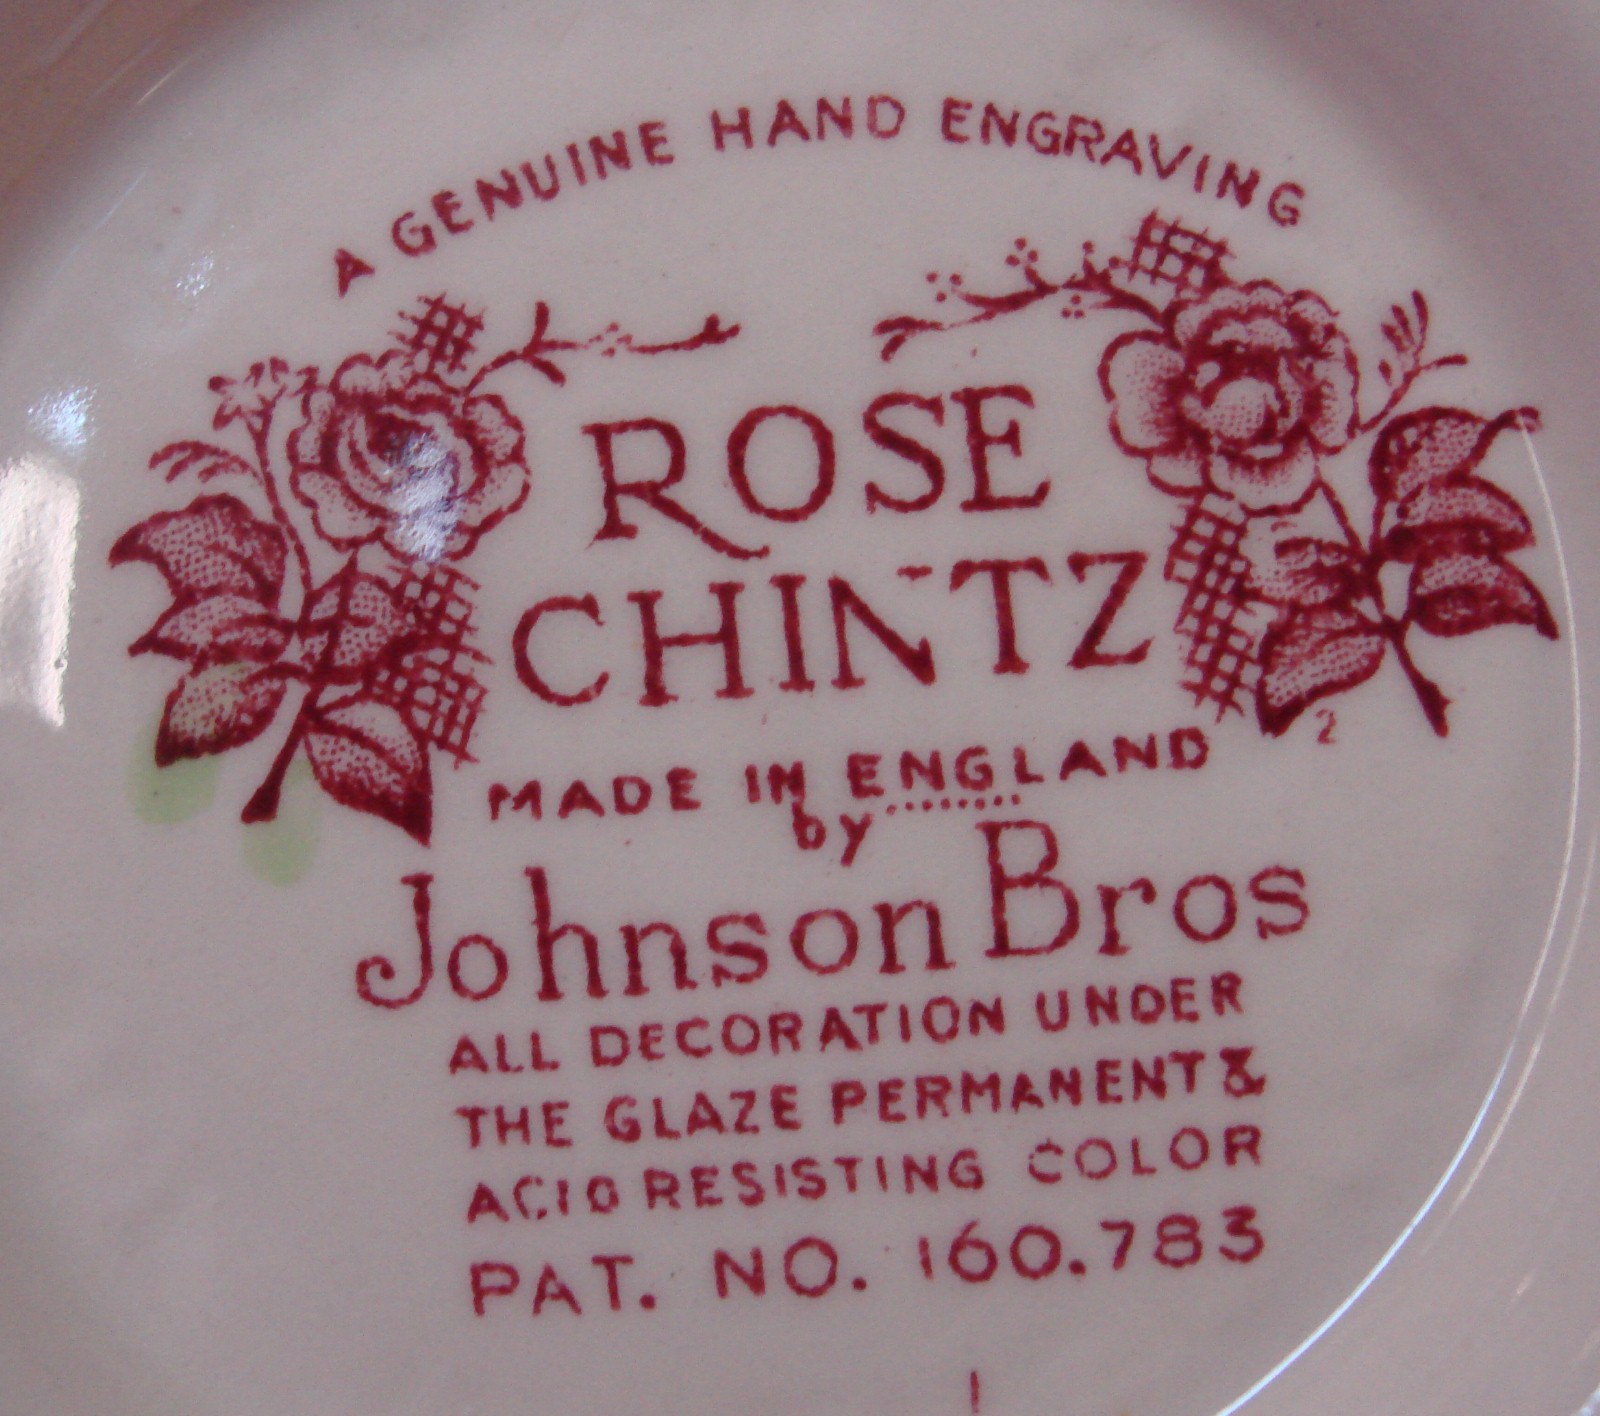 A GENUINE HAND ENGRAVING
ROSE
CHINTZ
2
MADE IN ENGLAND
by
Johnson Bros
ALL DECORATION UNDER
THE GLAZE PERMANENT &
ACID RESISTING COLOR
PAT. NO. 160.783